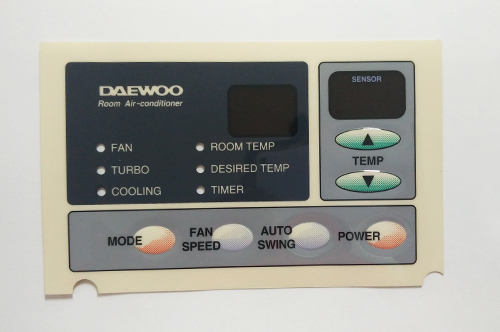 DAEWOO
Room Air-conditioner
FAN
TURBO
COOLING
ROOM TEMP
DESIRED TEMP
TIMER
SENSOR
TEMP
MODE
FAN
SPEED
AUTO
SWING
POWER